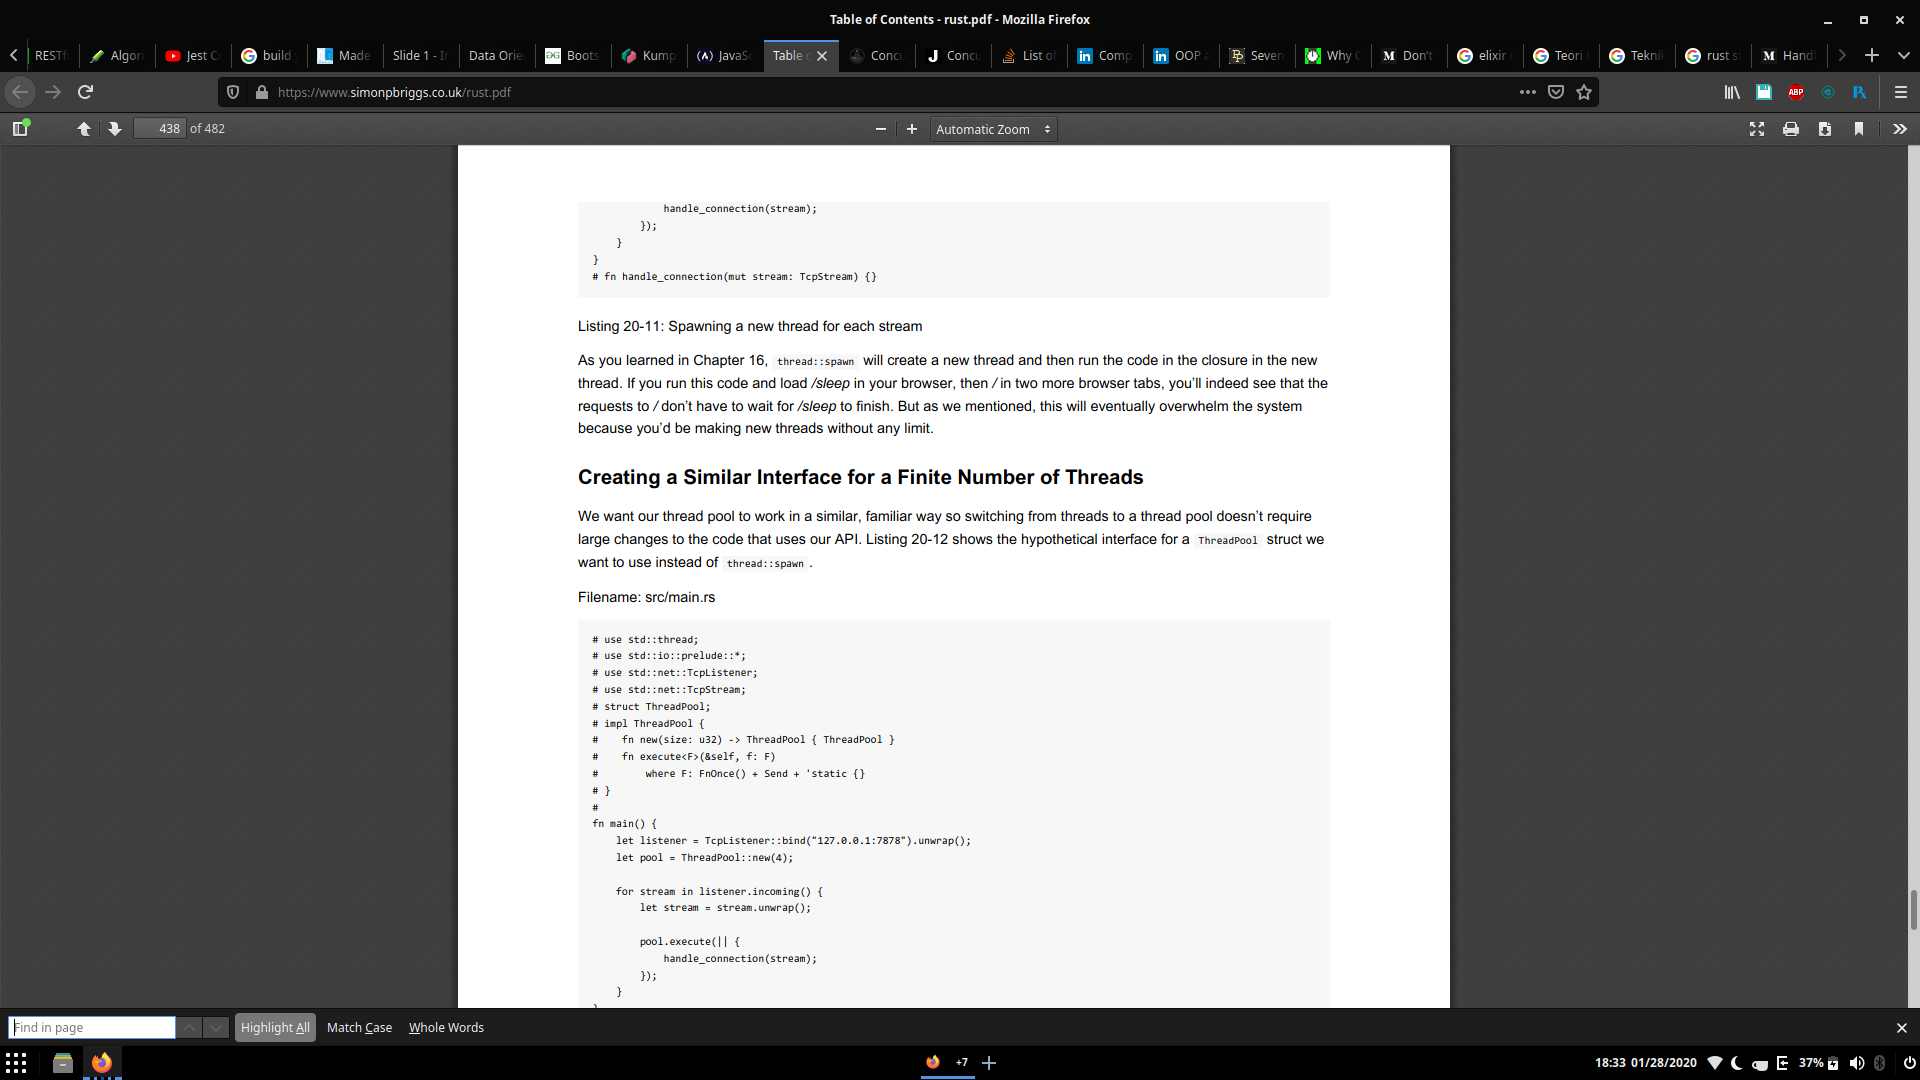 Table of Contents - rust.pdf - Mozilla Firefox
RESTf
Algori
Jest Cr
build
Made
Slide 1 - I
Data Orie
Boots
Kump
JavaSc
Table
Concu
Concu
List of
Comp
OOP
Seven
Why
Don't
elixir
Teori
Tekni
rust s
Handl
https://www.simonpbriggs.co.uk/rust.pdf
ABP
438 of 482
Automatic Zoom
handle_connection(stream);
});
}
}
# fn handle_connection(mut stream: TcpStream) {}
Listing 20-11: Spawning a new thread for each stream
As you learned in Chapter 16, thread::spawn will create a new thread and then run the code in the closure in the new
thread. If you run this code and load /sleep in your browser, then / in two more browser tabs, you’ll indeed see that the
requests to / don’t have to wait for /sleep to finish. But as we mentioned, this will eventually overwhelm the system
because you’d be making new threads without any limit.
Creating a Similar Interface for a Finite Number of Threads
We want our thread pool to work in a similar, familiar way so switching from threads to a thread pool doesn’t require
large changes to the code that uses our API. Listing 20-12 shows the hypothetical interface for a ThreadPool struct we
want to use instead of thread::spawn .
Filename: src/main.rs
# use std::thread;
# use std::io::prelude::*;
# use std::net::TcpListener;
# use std::net::TcpStream;
# struct ThreadPool;
# impl ThreadPool {
#    fn new(size: u32) -> ThreadPool { ThreadPool }
#    fn execute<F>(&self, f: F)
#        where F: FnOnce() + Send + 'static {}
# }
#
fn main() {
let listener = TcpListener::bind("127.0.0.1:7878").unwrap();
let pool = ThreadPool::new(4);
for stream in listener.incoming() {
let stream = stream.unwrap();
pool.execute(|| {
handle_connection(stream);
});
}
Find in page
Highlight All
Match Case
Whole Words
+7
18:33 01/28/2020
37%